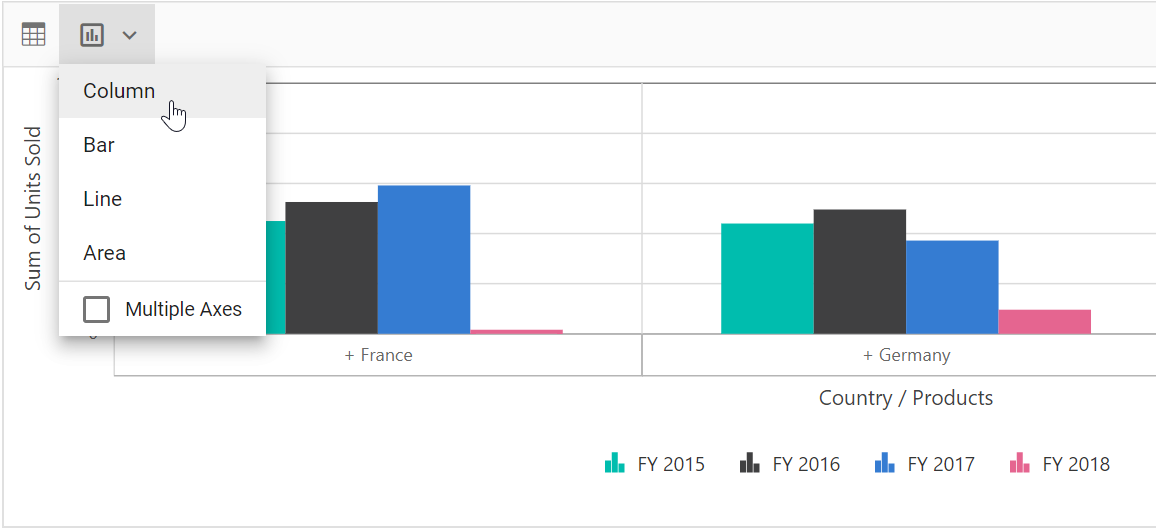 Column
Bar
Line
Area
Multiple Axes
Sum of Units Sold
+ France
+ Germany
Country / Products
FY 2015
FY 2016
FY 2017
FY 2018